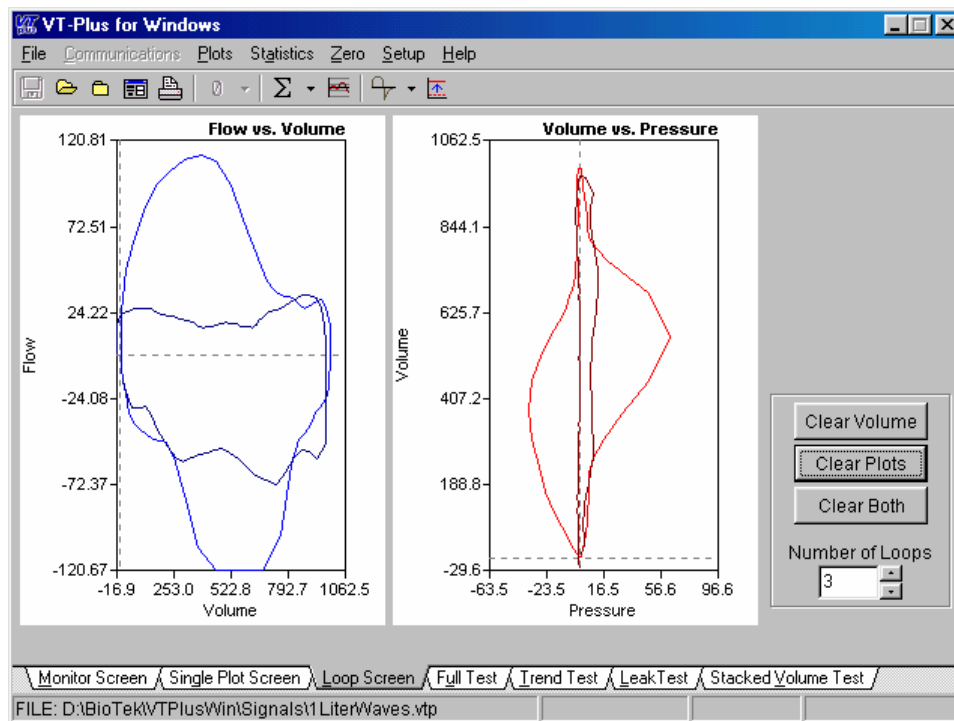 VT PLUS VT-Plus for Windows
File Communications Plots Statistics Zero Setup Help
0 Σ
Flow vs. Volume
120.81
72.51
24.22
-24.08
-72.37
-120.67
Flow
-16.9 253.0 522.8 792.7 1062.5
Volume
Volume vs. Pressure
1062.5
844.1
625.7
407.2
188.8
-29.6
Volume
-63.5 -23.5 16.5 56.6 96.6
Pressure
Clear Volume
Clear Plots
Clear Both
Number of Loops
3
Monitor Screen Single Plot Screen Loop Screen Full Test Trend Test LeakTest Stacked Volume Test
FILE: D:\BioTek\VTPlusWin\Signals\1LiterWaves.vtp